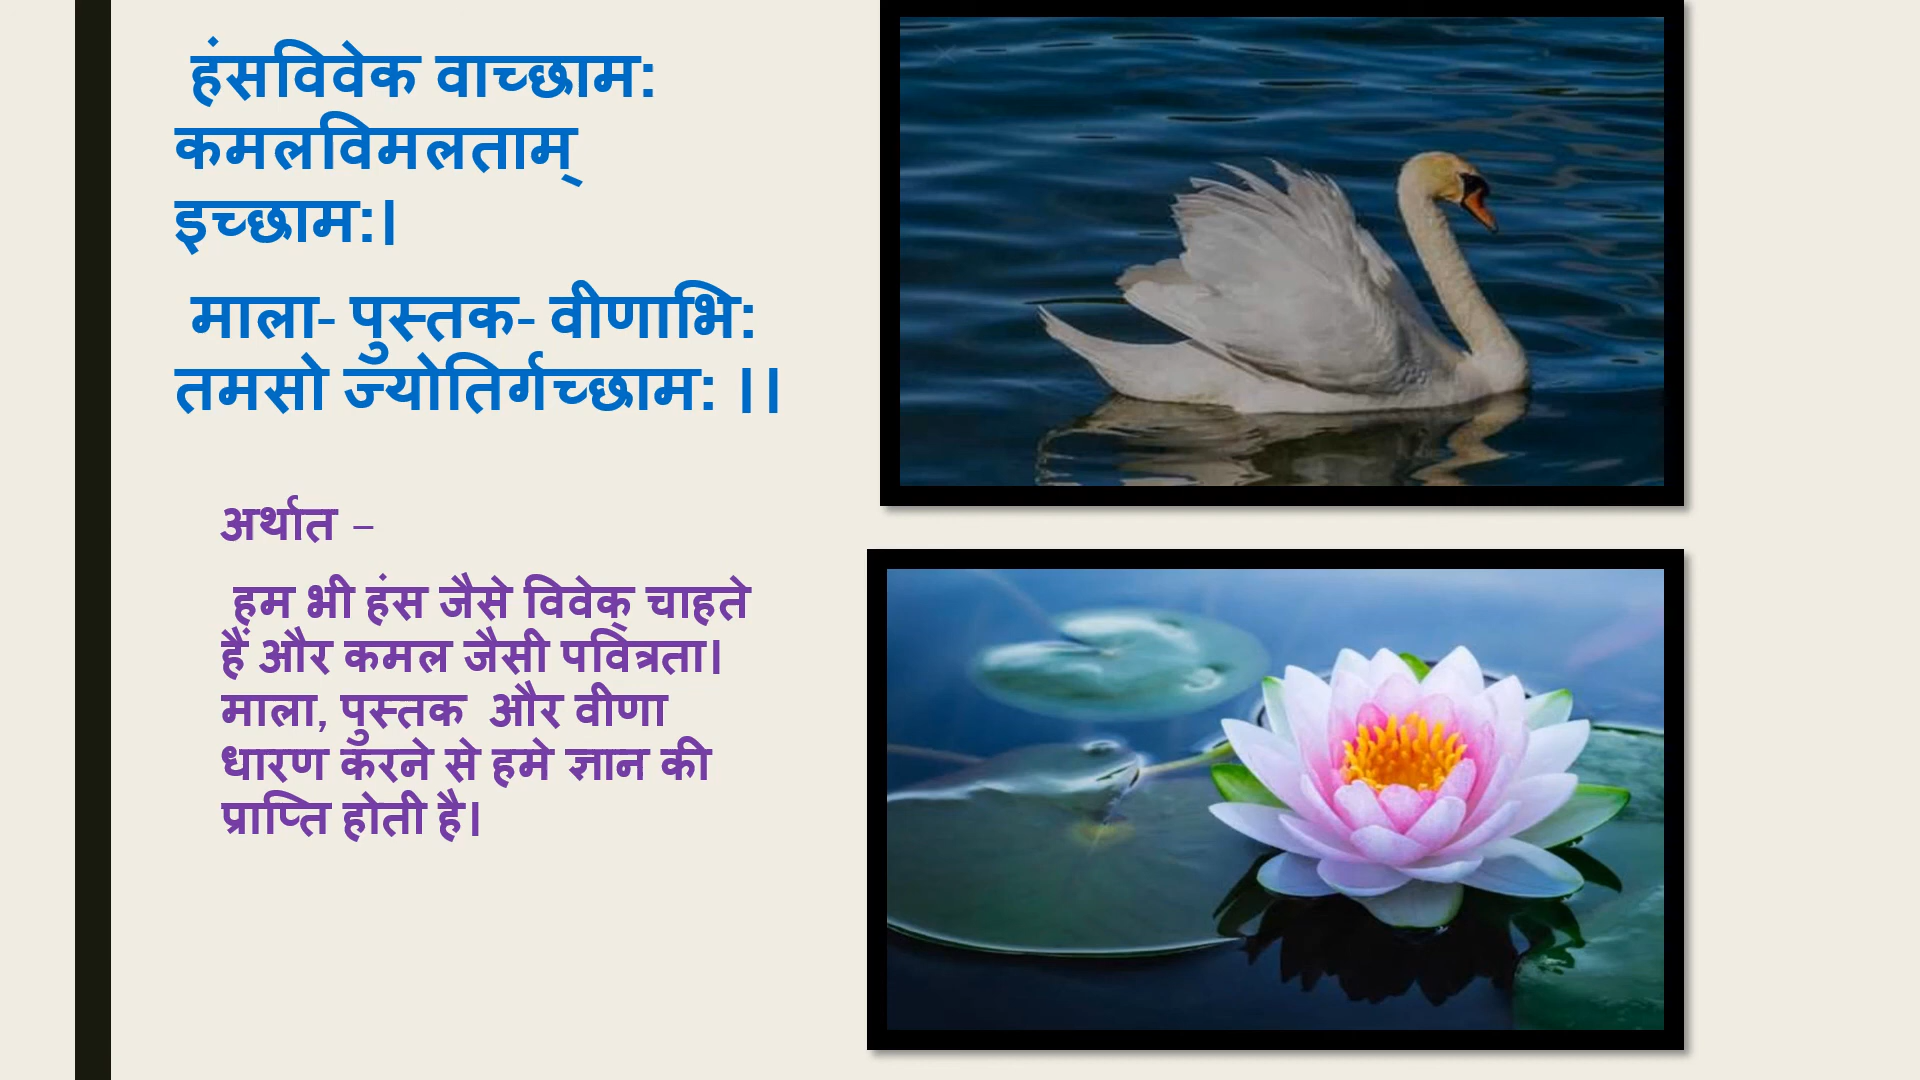 हंसविवेक वाच्छाम:
कमलविमलताम्
इच्छाम:।
माला- पुस्तक- वीणाभि:
तमसो ज्योतिर्गच्छाम: ।।
अर्थात –
हम भी हंस जैसे विवेक् चाहते
हैं और कमल जैसी पवित्रता।
माला, पुस्तक और वीणा
धारण करने से हमे ज्ञान की
प्राप्ति होती है।